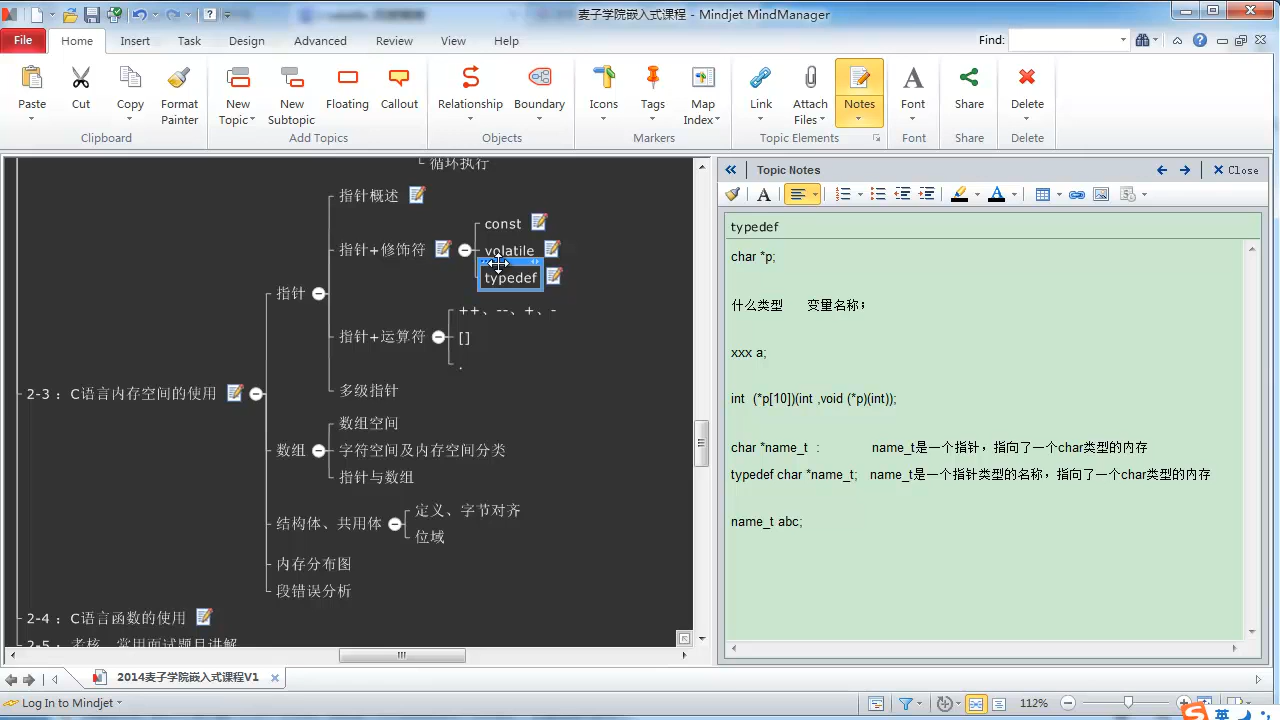 麦子学院嵌入式课程 - Mindjet MindManager
File Home Insert Task Design Advanced Review View Help Find:
Paste Cut Copy Format Painter New Topic New Subtopic Floating Callout Relationship Boundary Icons Tags Map Index Link Attach Files Notes Font Share Delete
Clipboard Add Topics Objects Markers Topic Elements Font Share Delete
循环执行
指针概述
const
指针+修饰符
volatile
typedef
指针
++、--、+、-
指针+运算符
[]
.
多级指针
2-3 ：C语言内存空间的使用
数组空间
数组
字符空间及内存空间分类
指针与数组
定义、字节对齐
结构体、共用体
位域
内存分布图
段错误分析
2-4 ：C语言函数的使用
2-5 ：考核、常用面试题目讲解
Topic Notes Close
typedef
char *p;
什么类型 变量名称；
xxx a;
int (*p[10])(int ,void (*p)(int));
char *name_t : name_t是一个指针，指向了一个char类型的内存
typedef char *name_t; name_t是一个指针类型的名称，指向了一个char类型的内存
name_t abc;
2014麦子学院嵌入式课程V1
Log In to Mindjet 112%
英